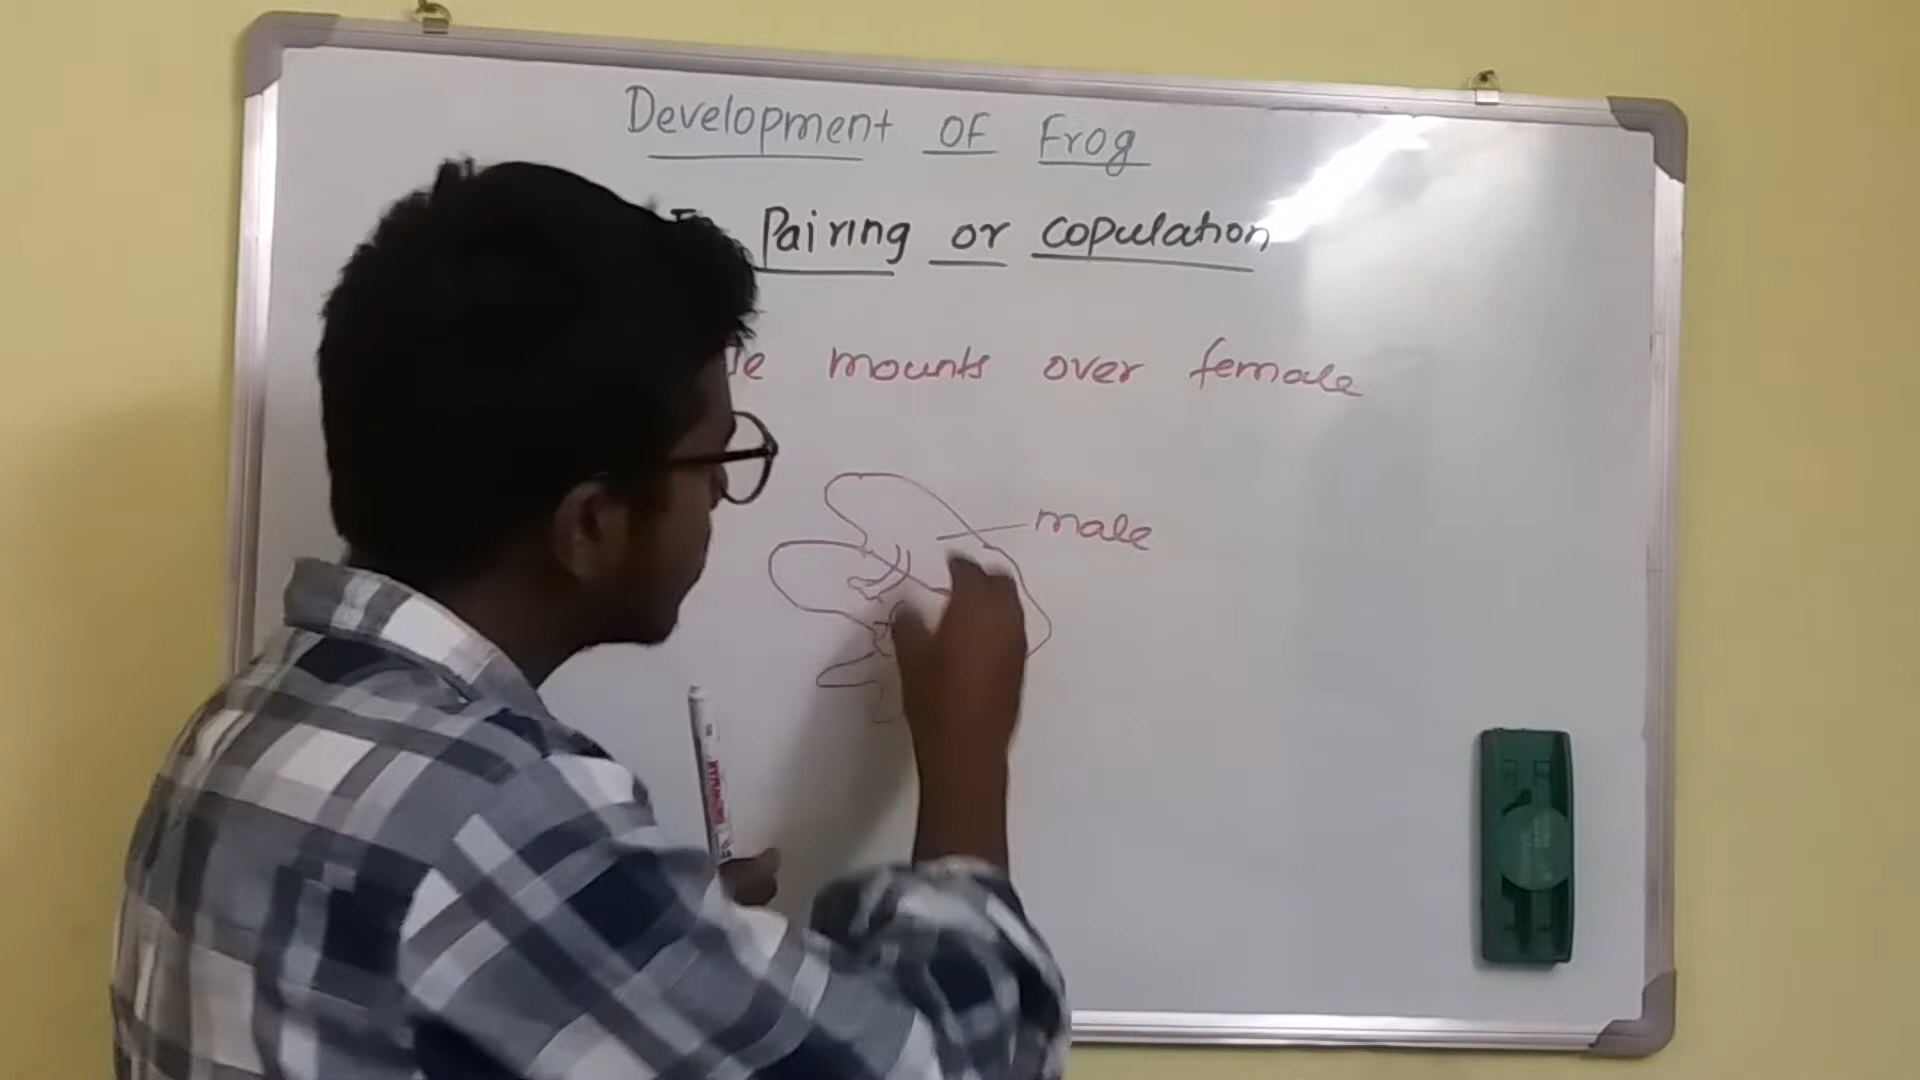 Development OF Frog
Pairing or copulation
mounts over female
male